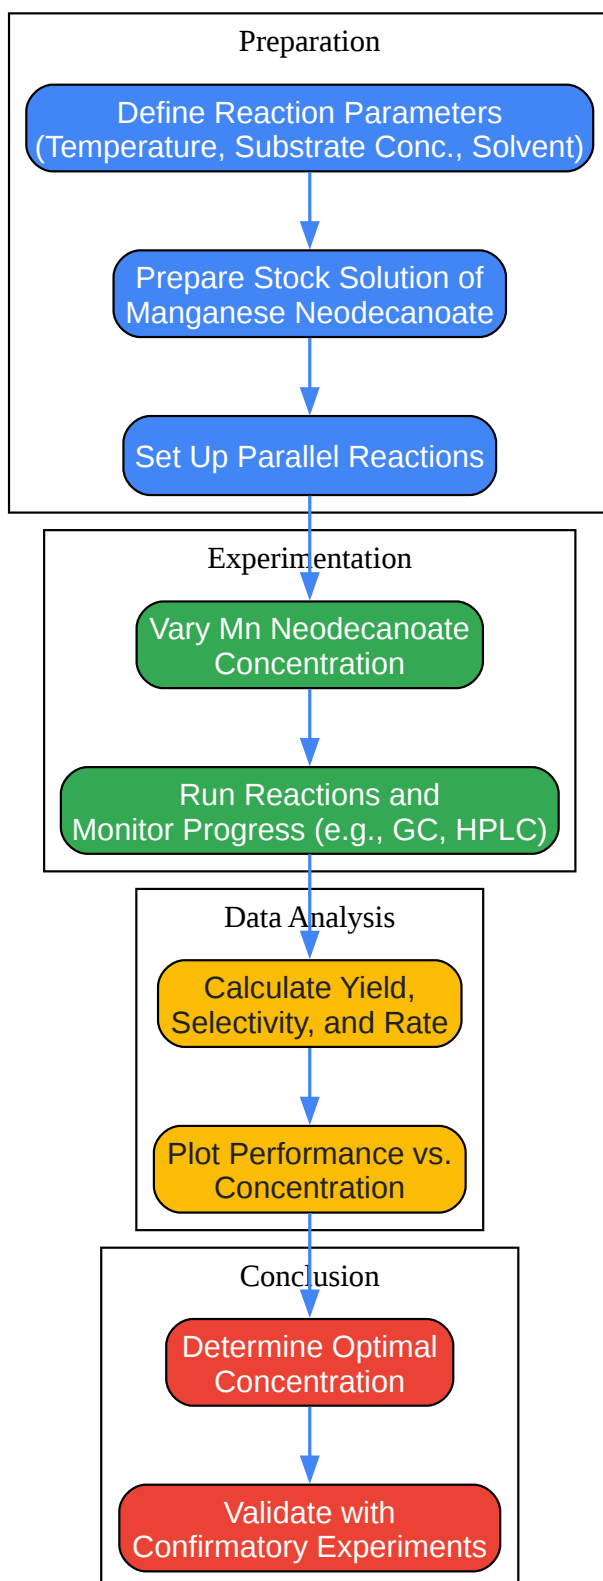 Preparation
Define Reaction Parameters
(Temperature, Substrate Conc., Solvent)
Prepare Stock Solution of
Manganese Neodecanoate
Set Up Parallel Reactions
Experimentation
Vary Mn Neodecanoate
Concentration
Run Reactions and
Monitor Progress (e.g., GC, HPLC)
Data Analysis
Calculate Yield,
Selectivity, and Rate
Plot Performance vs.
Concentration
Conclusion
Determine Optimal
Concentration
Validate with
Confirmatory Experiments